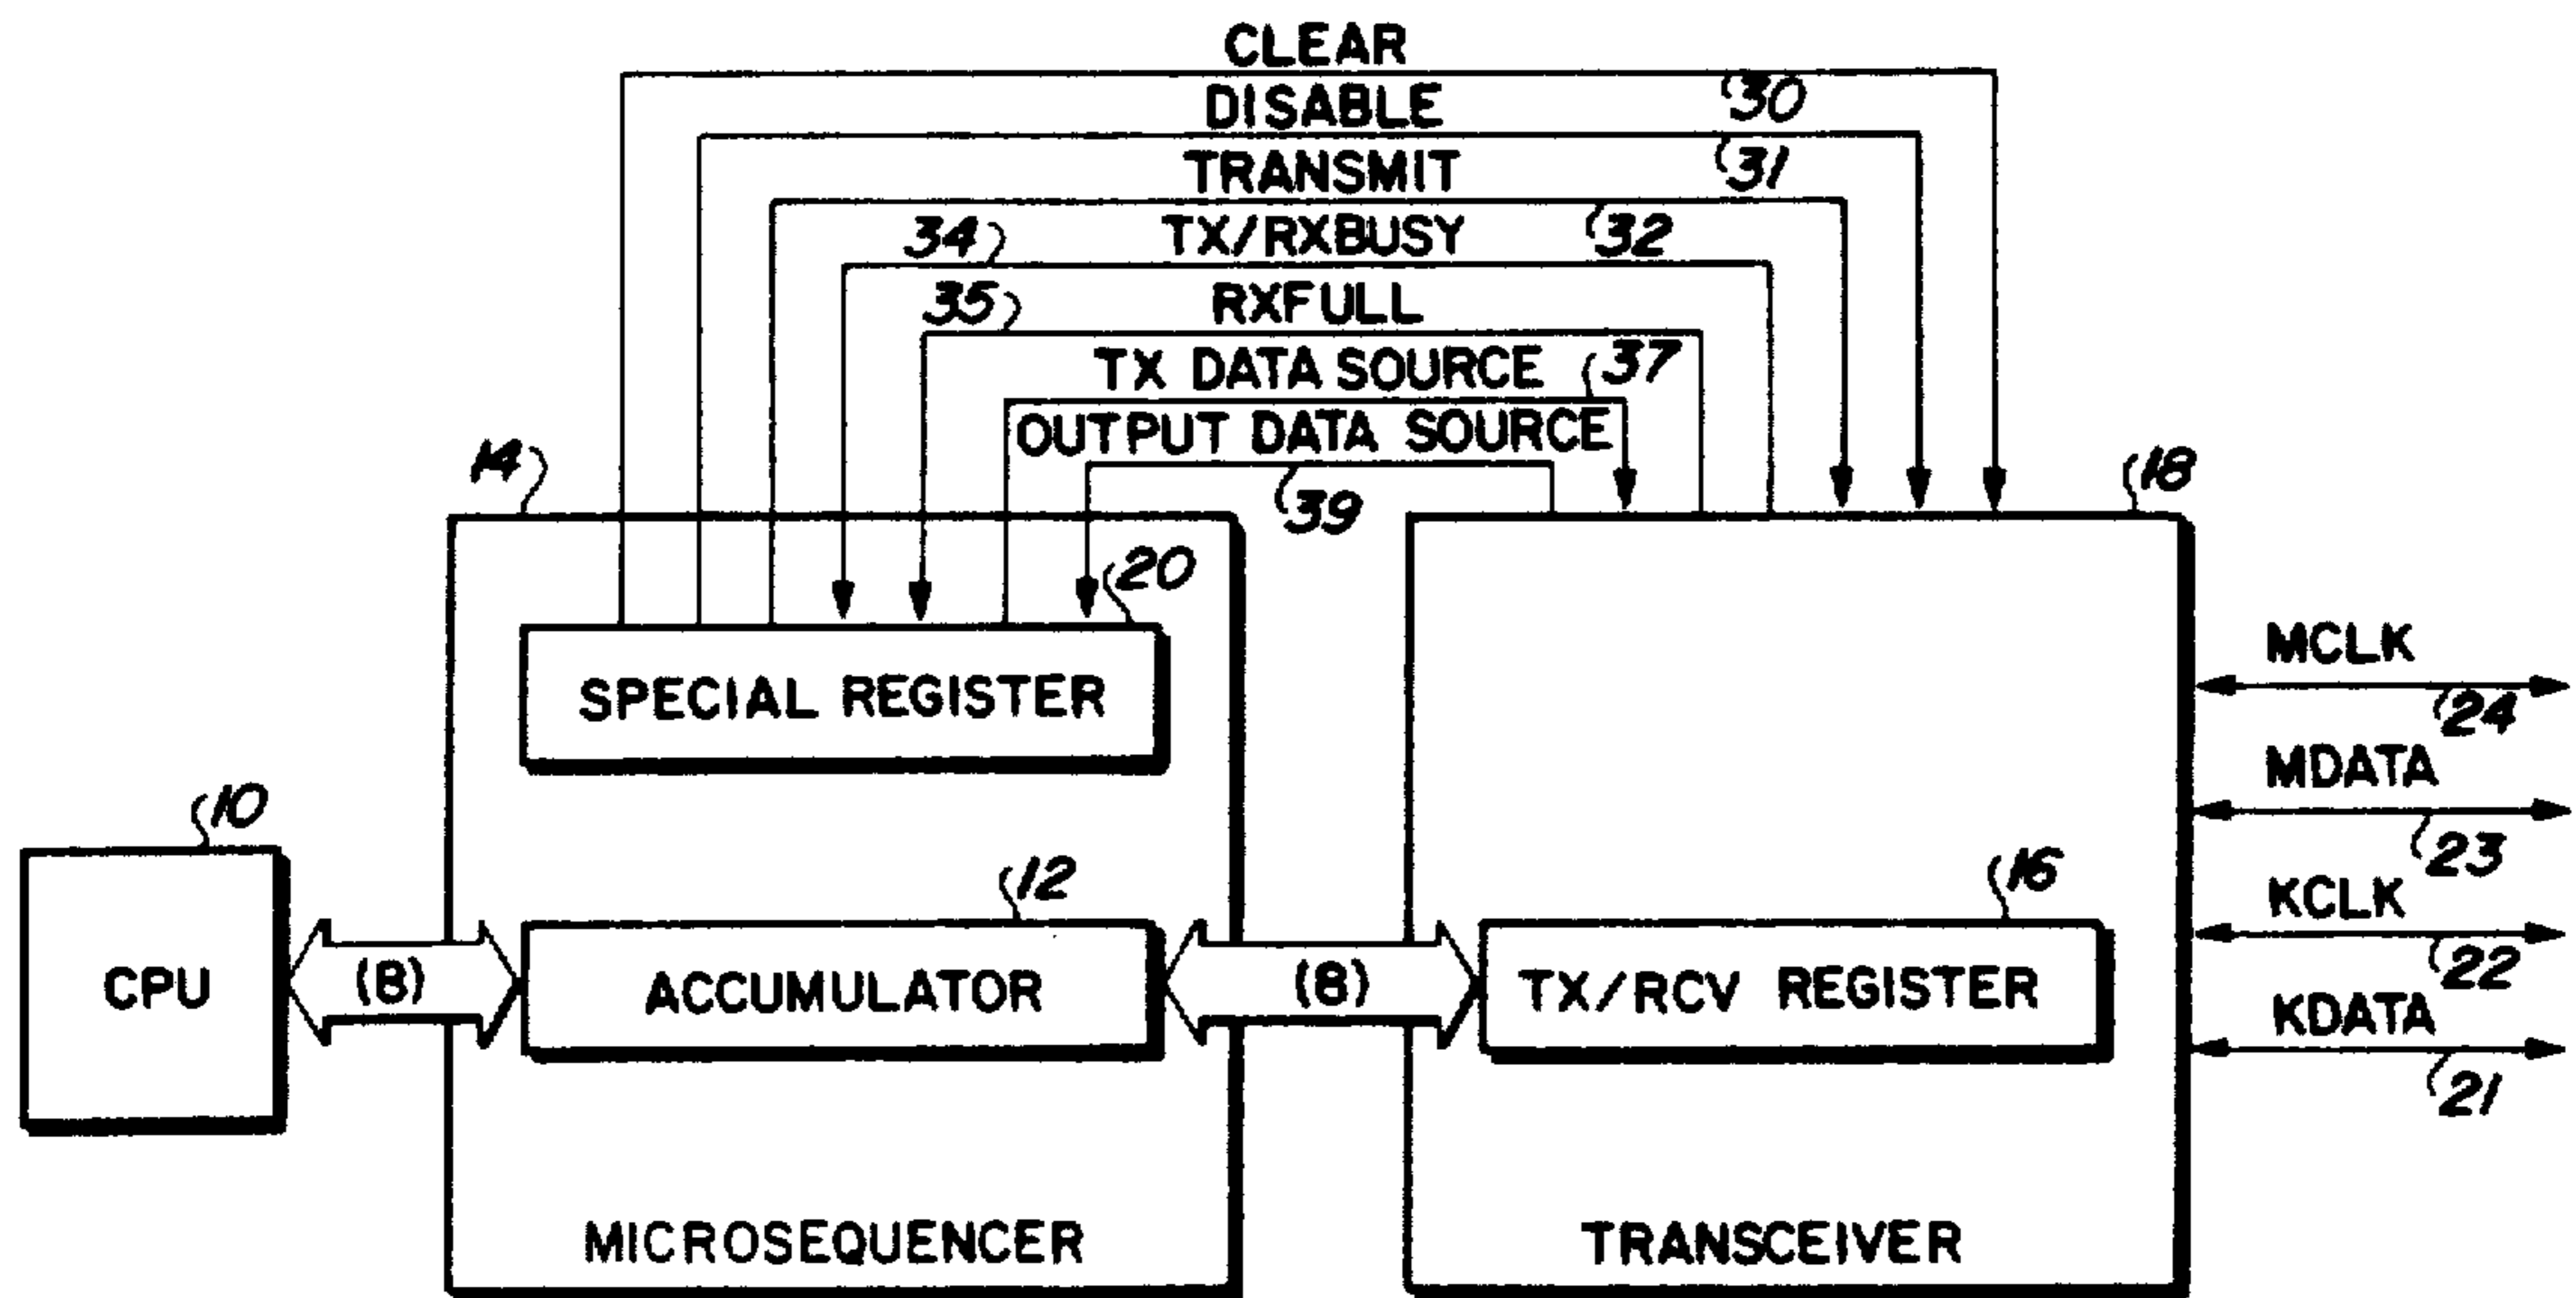 CLEAR
30
DISABLE
31
TRANSMIT
32
34 TX/RXBUSY
35 RXFULL
TX DATA SOURCE 37
OUTPUT DATA SOURCE
39
14
18
20
SPECIAL REGISTER
MCLK
24
MDATA
23
10
12
16
KCLK
22
CPU
(8)
ACCUMULATOR
(8)
TX/RCV REGISTER
KDATA
21
MICROSEQUENCER
TRANSCEIVER